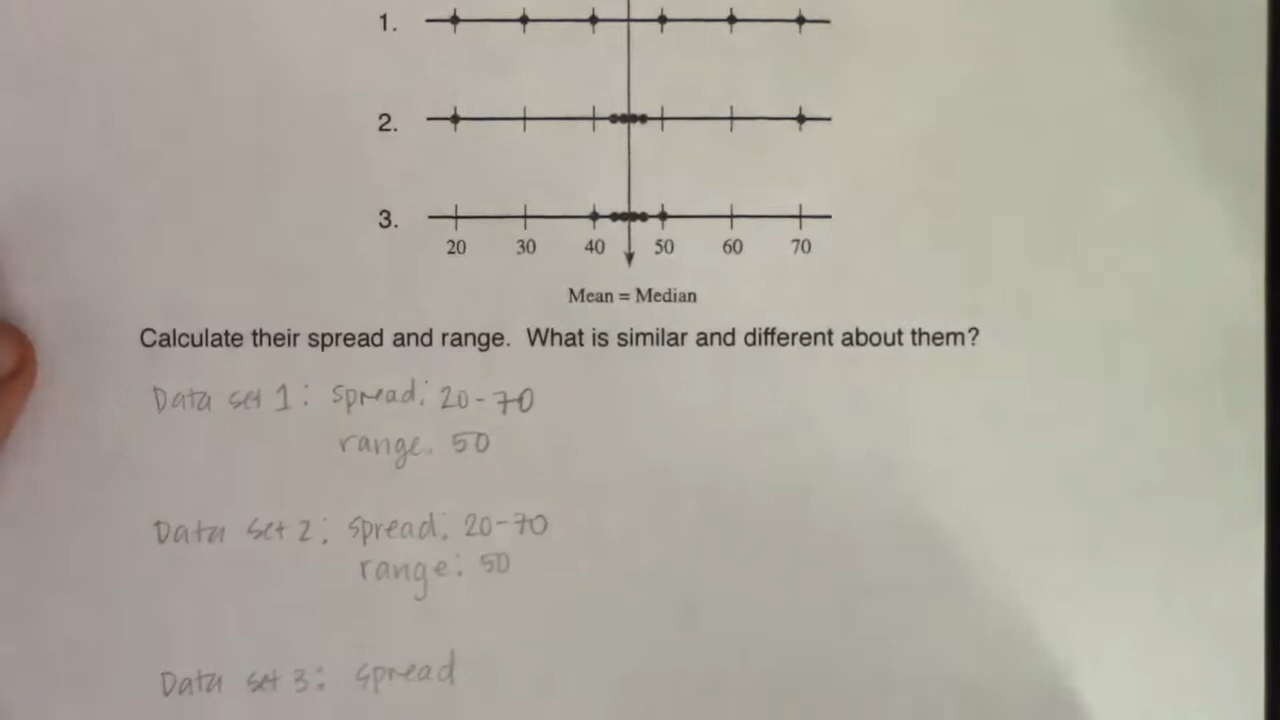 1.
2.
3.
20 30 40 50 60 70
Mean = Median
Calculate their spread and range. What is similar and different about them?
Data set 1: spread: 20-70
range. 50
Data set 2: spread: 20-70
range: 50
Data set 3: spread